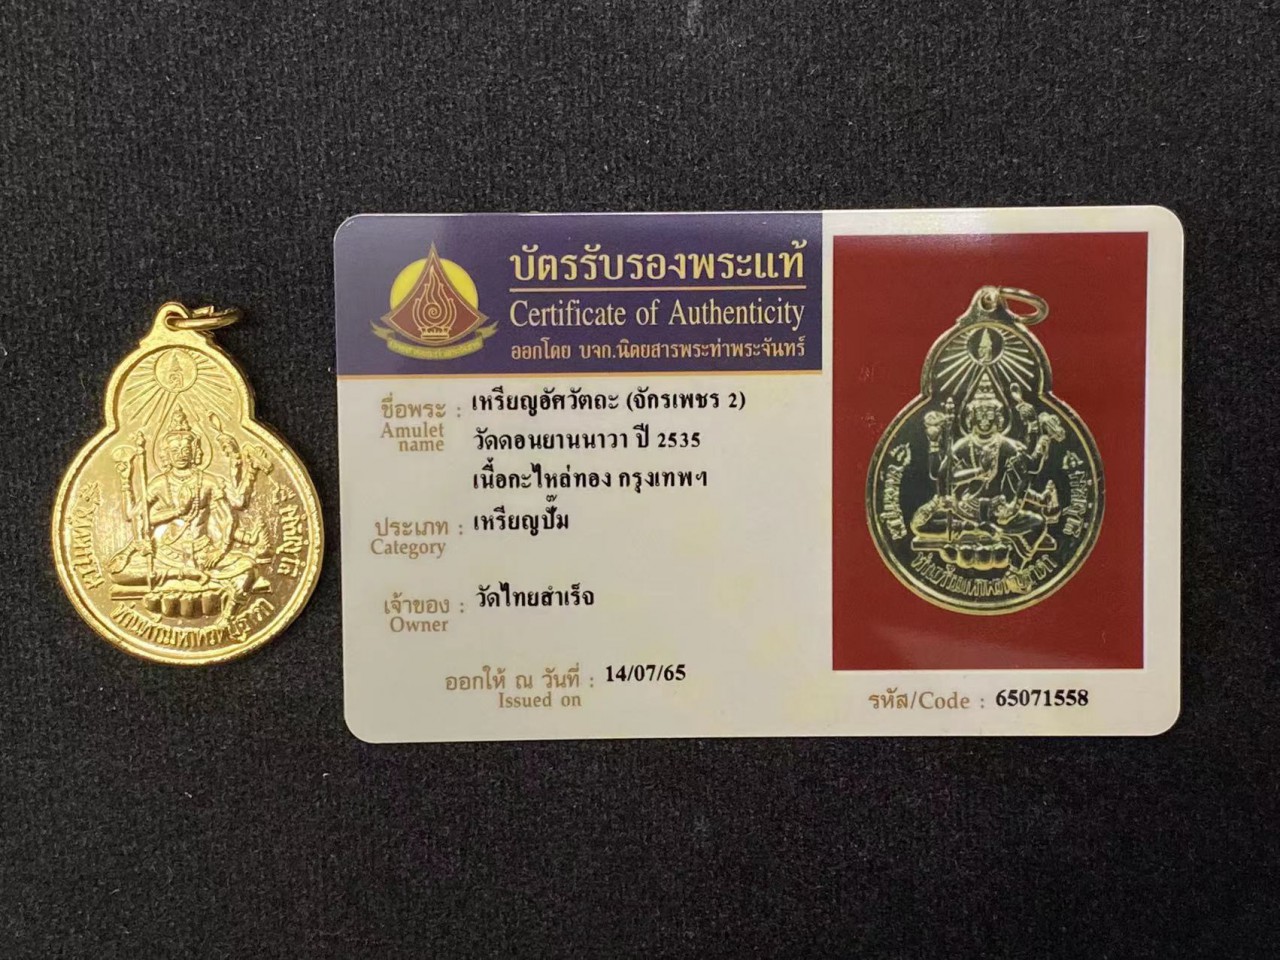 บัตรรับรองพระแท้
Certificate of Authenticity
ออกโดย บจก.นิตยสารพระท่าพระจันทร์
ชื่อพระ : เหรียญอัศวัตถะ (จักรเพชร 2)
Amulet
name
วัดดอนยานนาวา ปี 2535
เนื้อกะไหล่ทอง กรุงเทพฯ
ประเภท : เหรียญปั๊ม
Category
เจ้าของ : วัดไทยสำเร็จ
Owner
ออกให้ ณ วันที่ : 14/07/65
Issued on
รหัส/Code : 65071558